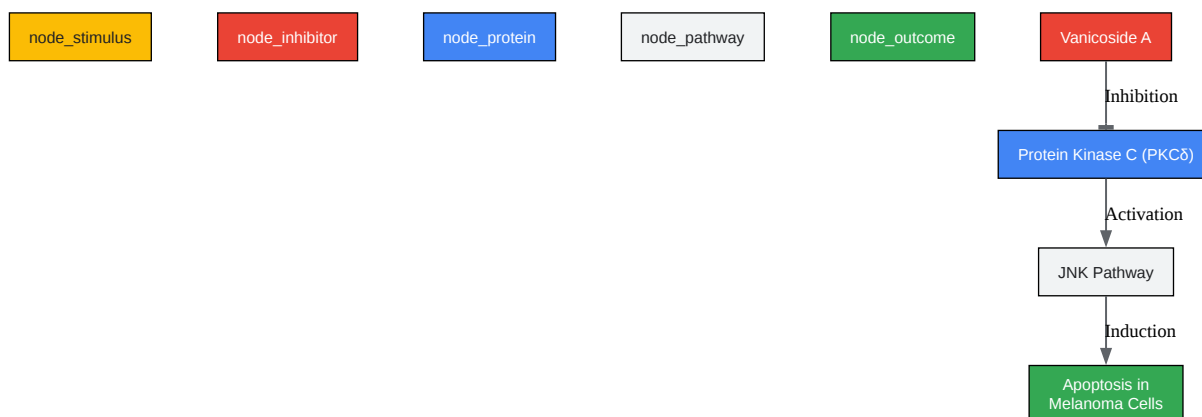 node_stimulus
node_inhibitor
node_protein
node_pathway
node_outcome
Vanicoside A
Inhibition
Protein Kinase C (PKCδ)
Activation
JNK Pathway
Induction
Apoptosis in
Melanoma Cells